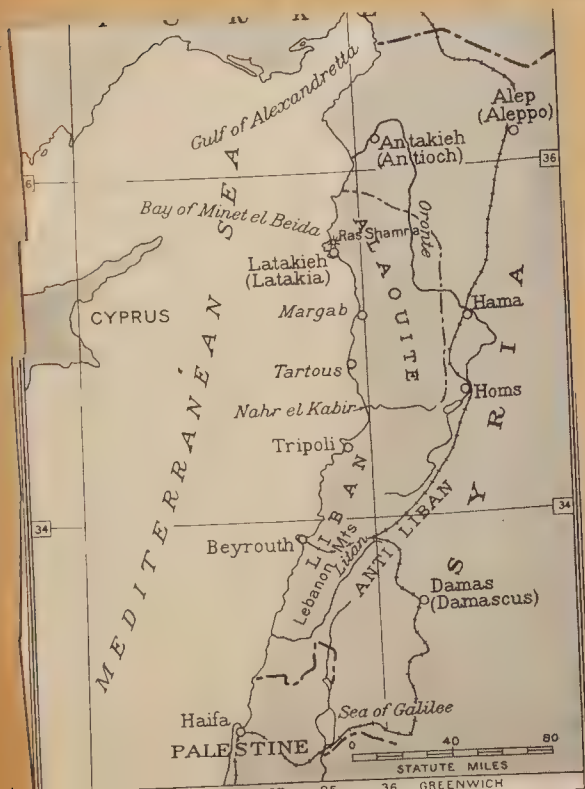 Gulf of Alexandretta
Alep
(Aleppo)
Antakieh
(Antioch)
36
Bay of Minet el Beida
Ras Shamra
Oronte
Latakieh
(Latakia)
ALAOUITE
MEDITERRANÉAN SEA
CYPRUS
Margab
Hama
Tartous
Homs
SYRIA
Nahr el Kabir
Tripoli
34
34
Beyrouth
LIBAN
Lebanon Mts
Litan
ANTI LIBAN
Damas
(Damascus)
Haifa
Sea of Galilee
PALESTINE
0 40 80
STATUTE MILES
36 GREENWICH